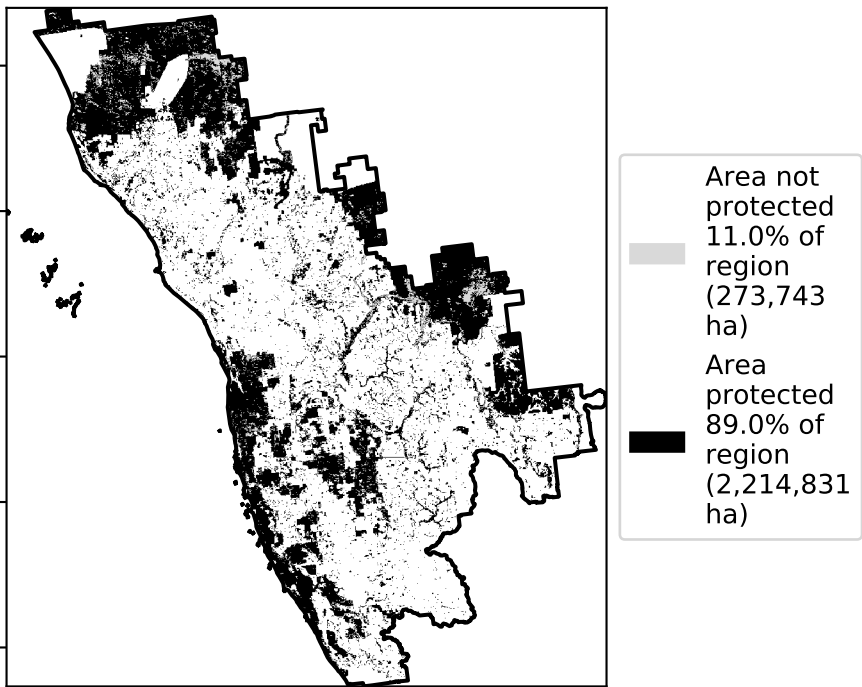 Area not
protected
11.0% of
region
(273,743
ha)
Area
protected
89.0% of
region
(2,214,831
ha)